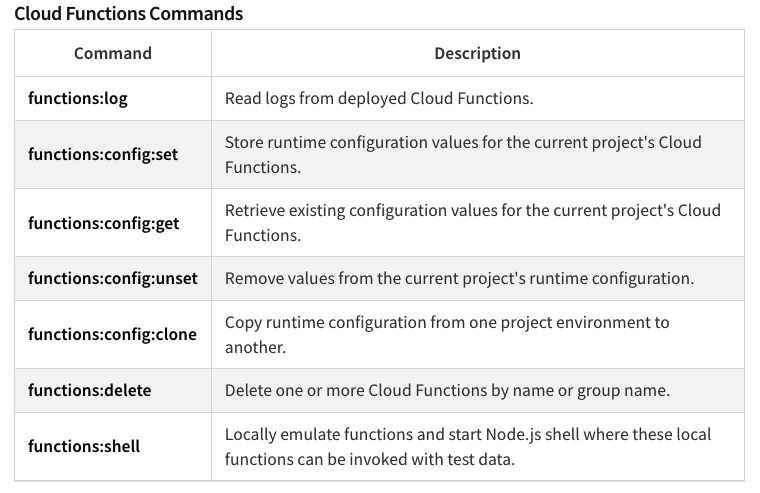 Cloud Functions Commands
Command Description
functions:log Read logs from deployed Cloud Functions.
functions:config:set Store runtime configuration values for the current project's Cloud
Functions.
functions:config:get Retrieve existing configuration values for the current project's Cloud
Functions.
functions:config:unset Remove values from the current project's runtime configuration.
functions:config:clone Copy runtime configuration from one project environment to
another.
functions:delete Delete one or more Cloud Functions by name or group name.
functions:shell Locally emulate functions and start Node.js shell where these local
functions can be invoked with test data.